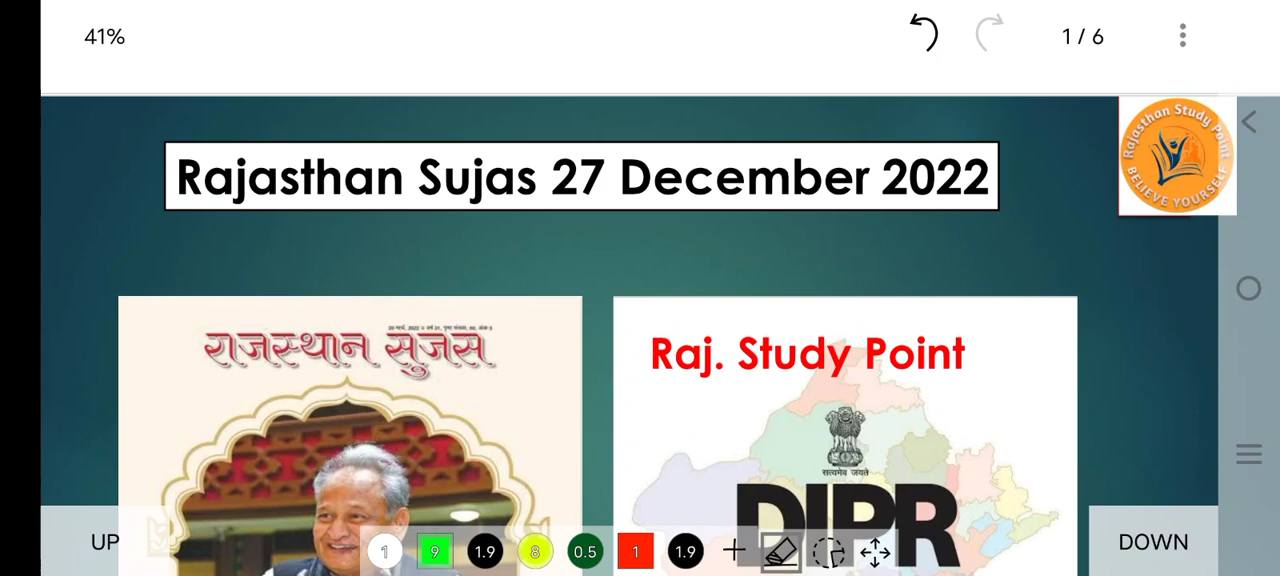 41%
1 / 6
Rajasthan Sujas 27 December 2022
Rajasthan Study Point
BELIEVE YOURSELF
राजस्थान सुजस
Raj. Study Point
सत्यमेव जयते
DIPR
UP
1
9
1.9
8
0.5
1
1.9
DOWN